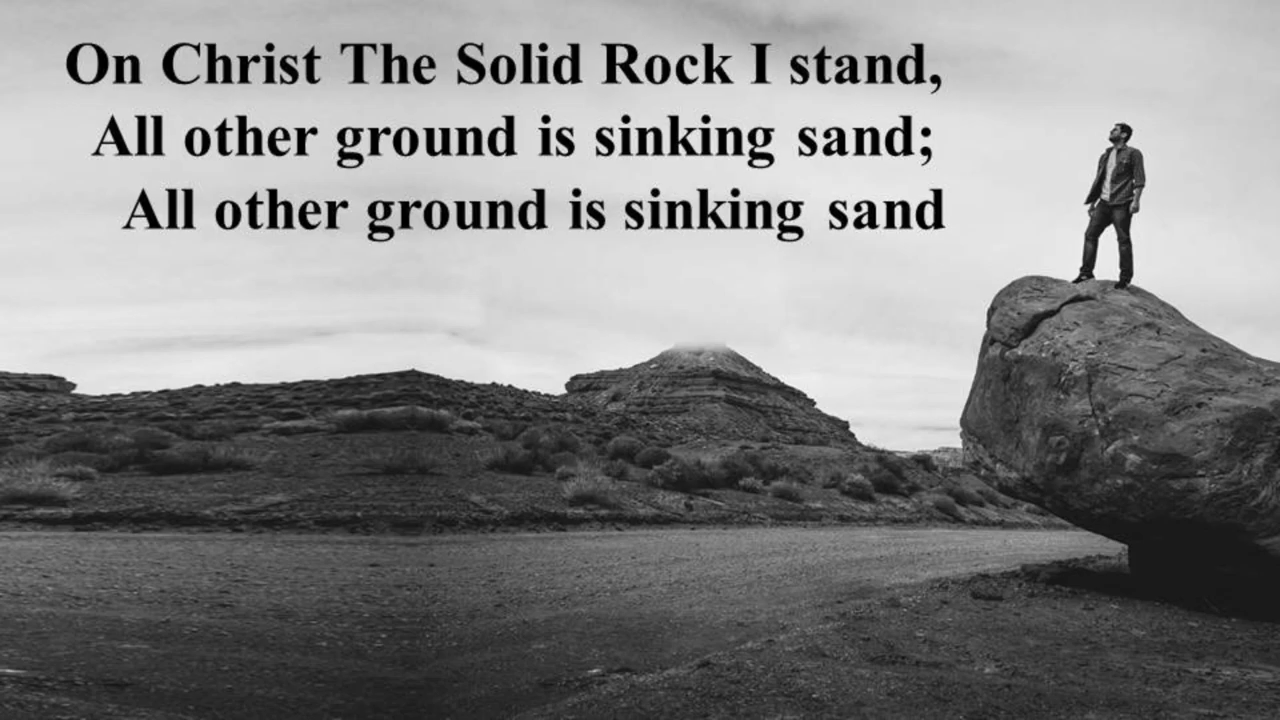 On Christ The Solid Rock I stand,
All other ground is sinking sand;
All other ground is sinking sand